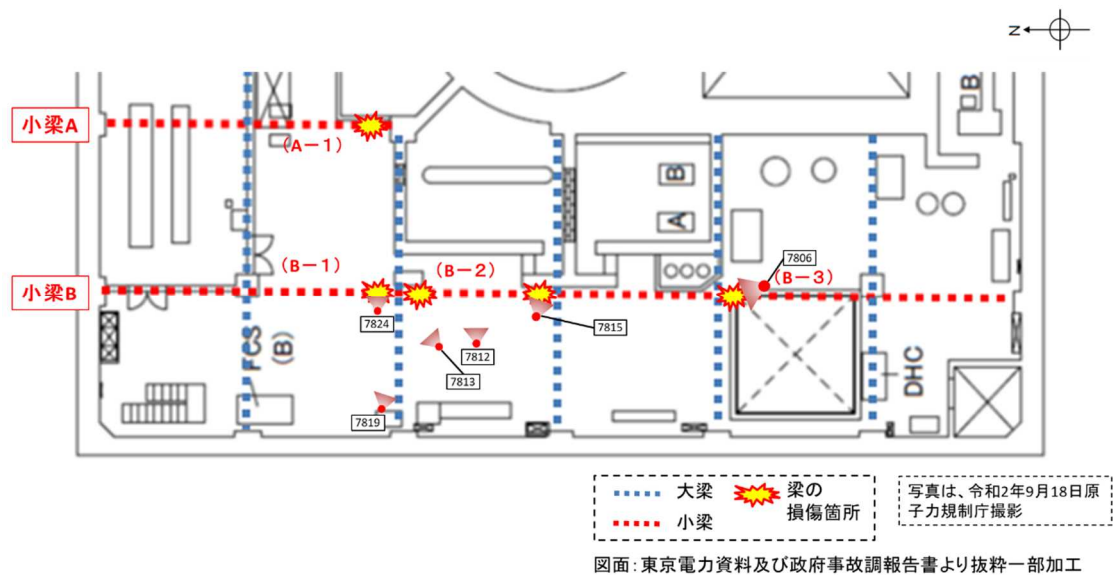 N
小梁A
(A－1)
B
B
A
(B－1)
(B－2)
7806
(B－3)
小梁B
7824
7815
7812
7813
FCS
(B)
DHC
7819
大梁
小梁
梁の
損傷箇所
写真は、令和2年9月18日原
子力規制庁撮影
図面：東京電力資料及び政府事故調報告書より抜粋一部加工